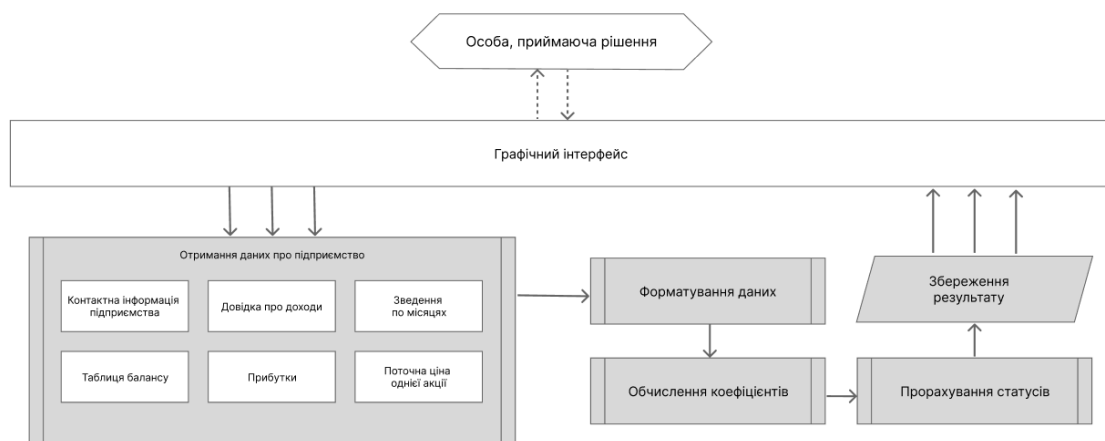 Особа, приймаюча рішення
Графічний інтерфейс
Отримання даних про підприємство
Контактна інформація
підприємства
Довідка про доходи
Зведення
по місяцях
Таблиця балансу
Прибутки
Поточна ціна
однієї акції
Форматування даних
Збереження
результату
Обчислення коефіцієнтів
Прорахування статусів